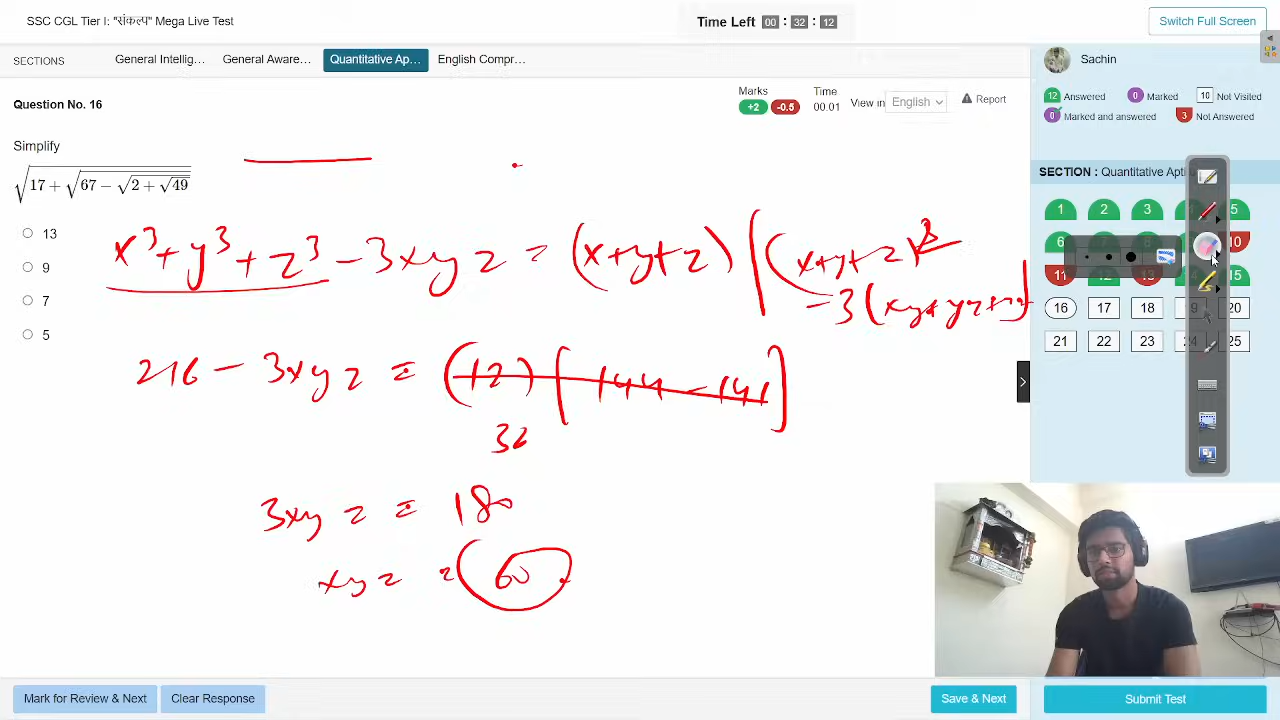 SSC CGL Tier I: "संकल्प" Mega Live Test
Time Left 00 : 32 : 12
Switch Full Screen
SECTIONS
General Intellig...
General Aware...
Quantitative Ap...
English Compr...
Sachin
Question No. 16
Marks
+2 -0.5
Time
00.01
View in English
Report
12 Answered
0 Marked
10 Not Visited
0 Marked and answered
3 Not Answered
Simplify
√(17 + √(67 − √(2 + √49)))
13
9
7
5
x³ + y³ + z³ - 3xyz = (x+y+z)
216 - 3xyz = (12) [144 - 141]
36
3xyz = 180
xyz = 60
SECTION : Quantitative Apti
1 2 3 5
6 10
11 15
16 17 18 19 20
21 22 23 24 25
Mark for Review & Next
Clear Response
Save & Next
Submit Test